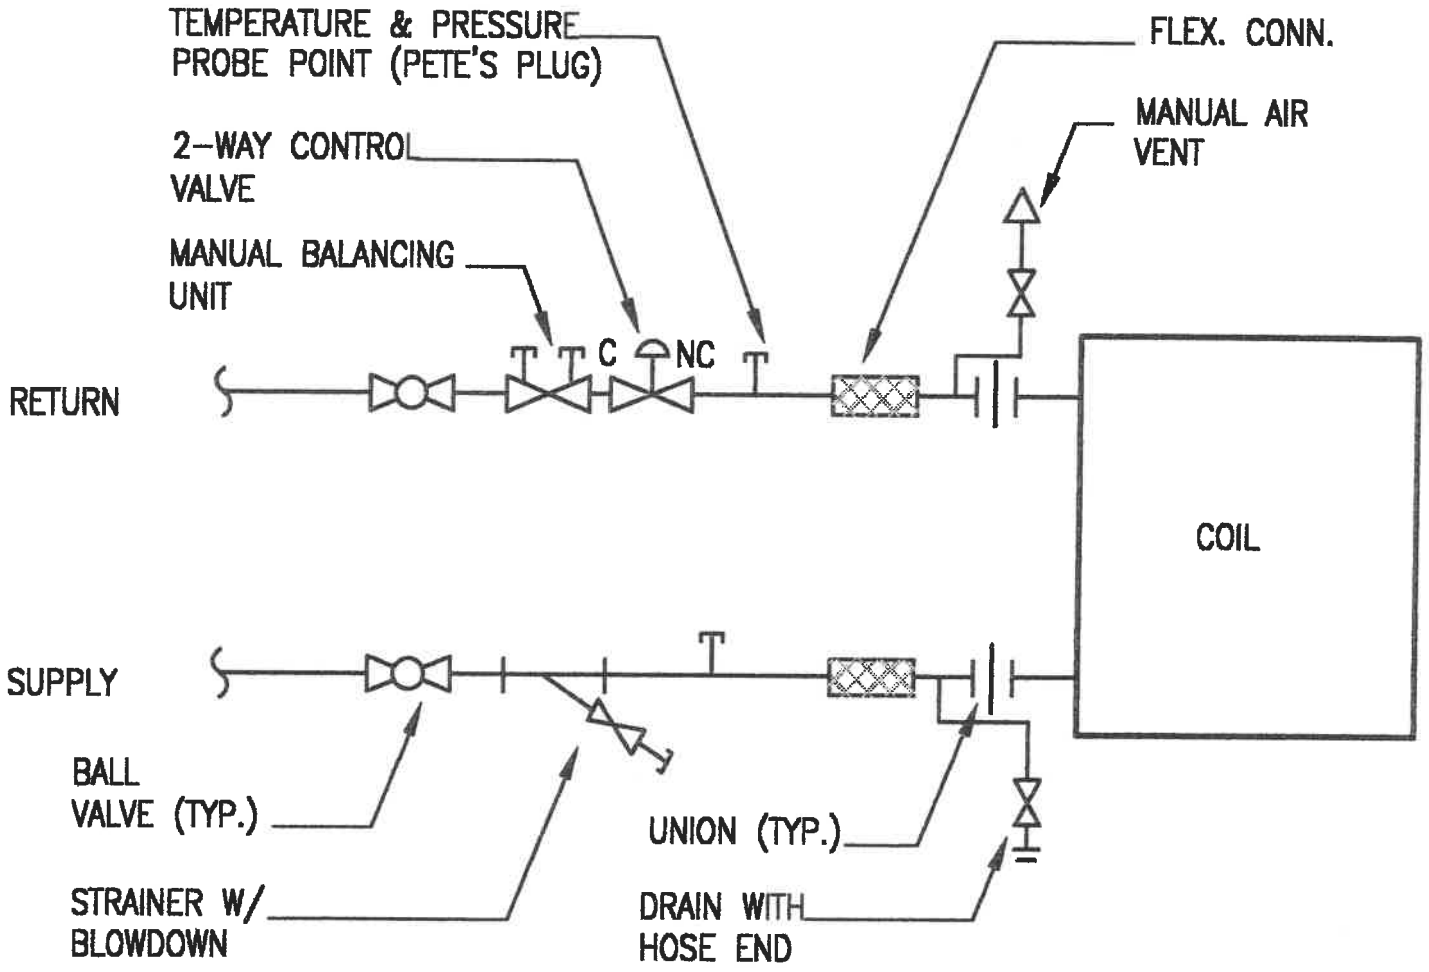 TEMPERATURE & PRESSURE
PROBE POINT (PETE'S PLUG)
FLEX. CONN.
2-WAY CONTROL
VALVE
MANUAL AIR
VENT
MANUAL BALANCING
UNIT
C
NC
RETURN
COIL
SUPPLY
BALL
VALVE (TYP.)
UNION (TYP.)
STRAINER W/
BLOWDOWN
DRAIN WITH
HOSE END